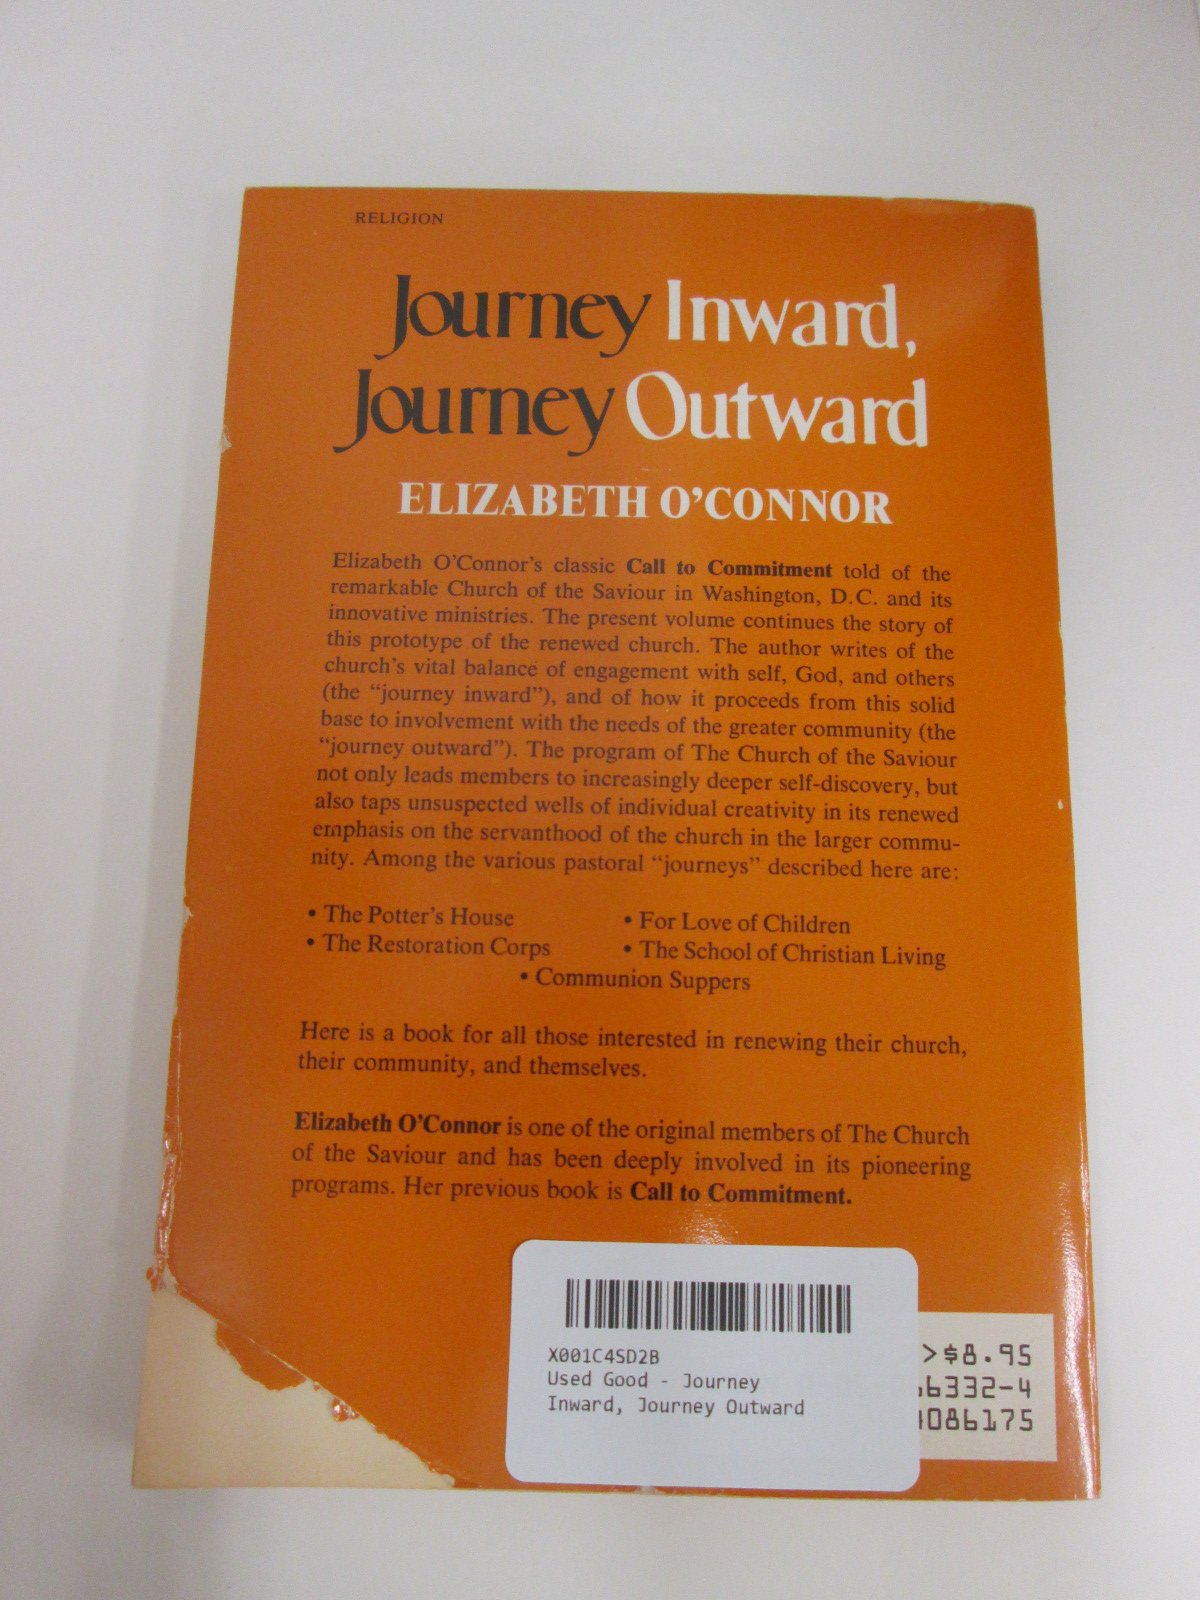 RELIGION
Journey Inward,
Journey Outward
ELIZABETH O'CONNOR
Elizabeth O'Connor's classic Call to Commitment told of the
remarkable Church of the Saviour in Washington, D.C. and its
innovative ministries. The present volume continues the story of
this prototype of the renewed church. The author writes of the
church's vital balance of engagement with self, God, and others
(the “journey inward”), and of how it proceeds from this solid
base to involvement with the needs of the greater community (the
“journey outward”). The program of The Church of the Saviour
not only leads members to increasingly deeper self-discovery, but
also taps unsuspected wells of individual creativity in its renewed
emphasis on the servanthood of the church in the larger commu-
nity. Among the various pastoral “journeys” described here are:
• The Potter's House
• For Love of Children
• The Restoration Corps
• The School of Christian Living
• Communion Suppers
Here is a book for all those interested in renewing their church,
their community, and themselves.
Elizabeth O'Connor is one of the original members of The Church
of the Saviour and has been deeply involved in its pioneering
programs. Her previous book is Call to Commitment.
X001C4SD2B
Used Good - Journey
Inward, Journey Outward
>$8.95
6332-4
086175